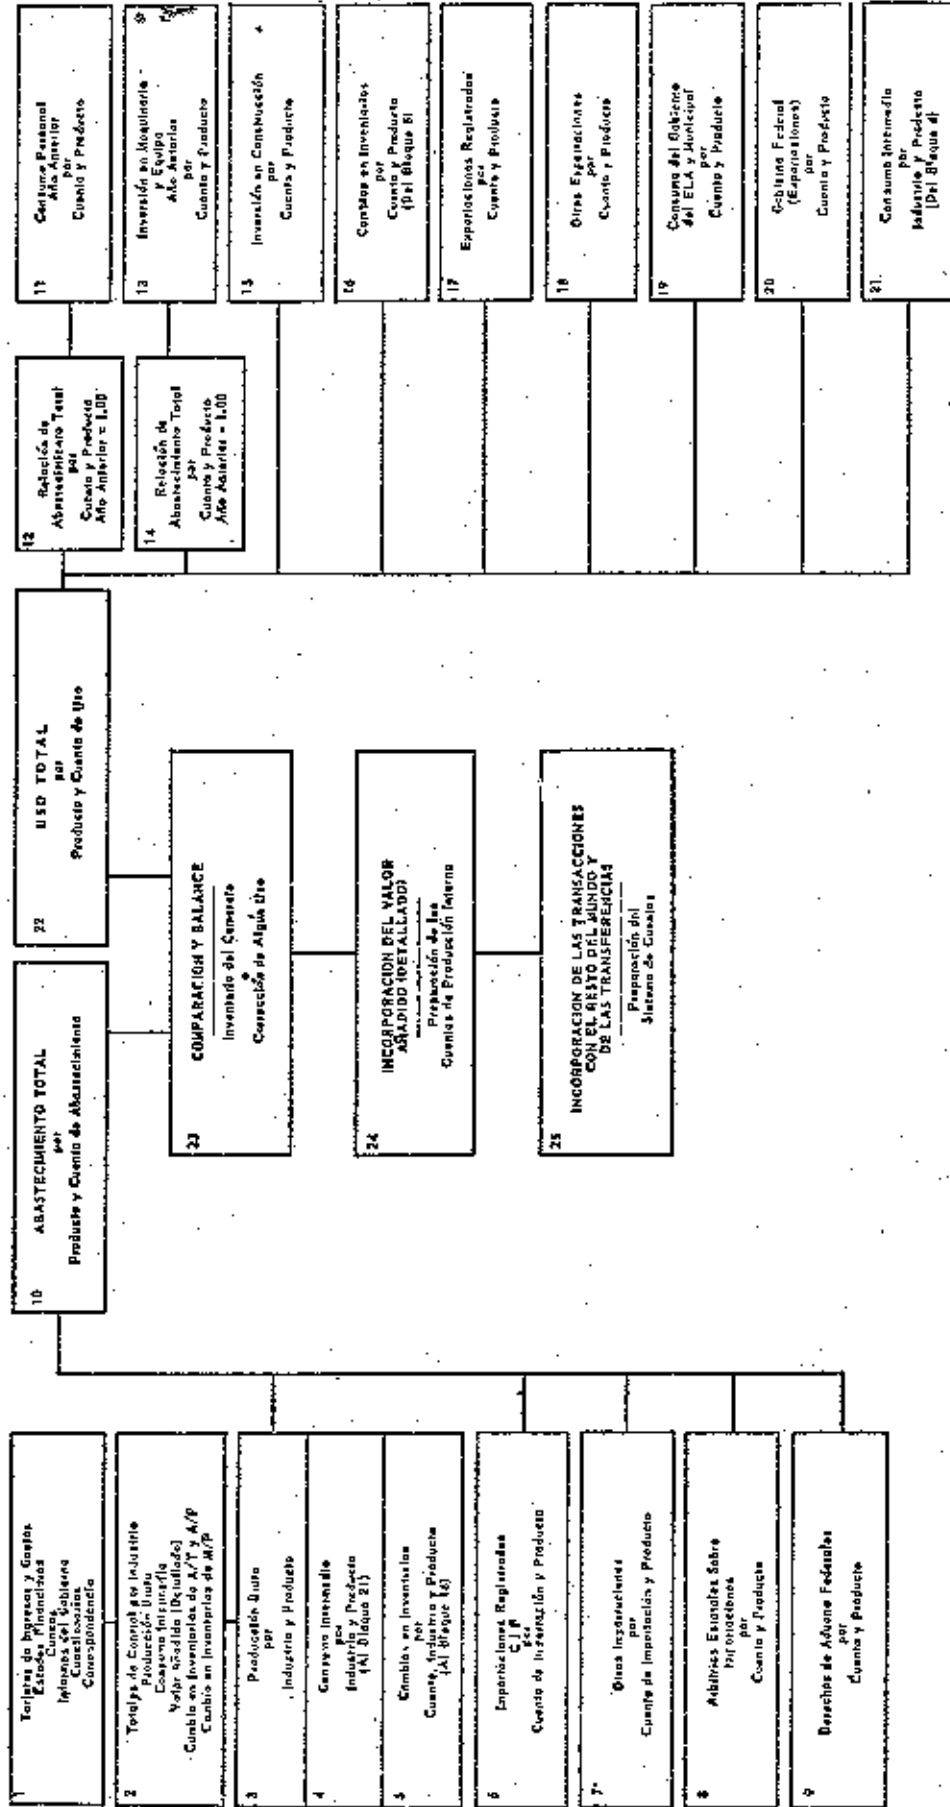 1
Tarjetas de Ingresos y Gastos
Estados Financieros
Censos
Informes del Gobierno
Cuestionarios
Correspondencia
2
Totales de Control por Industria
Producción Bruta
Consumo Intermedio
Valor Añadido (Detallado)
Cambio en Inventarios de A/T y A/P
Cambio en Inventarios de M/P
3
Producción Bruta
por
Industria y Producto
4
Consumo Intermedio
por
Industria y Producto
(Al Bloque 21)
5
Cambio en Inventarios
por
Cuenta, Industria y Producto
(Al Bloque 16)
6
Importaciones Registradas
C I F
por
Cuenta de Importación y Producto
7
Otras Importaciones
por
Cuenta de Importación y Producto
8
Arbitrios Estatales Sobre
Importaciones
por
Cuenta y Producto
9
Derechos de Aduana Federales
por
Cuenta y Producto
10
ABASTECIMIENTO TOTAL
por
Producto y Cuenta de Abastecimiento
22
USO TOTAL
por
Producto y Cuenta de Uso
23
COMPARACION Y BALANCE
Inventario del Comercio
o
Corrección de Algún Uso
24
INCORPORACION DEL VALOR
AÑADIDO (DETALLADO)
Preparación de las
Cuentas de Producción Interna
25
INCORPORACION DE LAS TRANSACCIONES
CON EL RESTO DEL MUNDO Y
DE LAS TRANSFERENCIAS
Preparación del
Sistema de Cuentas
12
Relación de
Abastecimiento Total
por
Cuenta y Producto
Año Anterior = 1.00
14
Relación de
Abastecimiento Total
por
Cuenta y Producto
Año Anterior = 1.00
11
Consumo Personal
Año Anterior
por
Cuenta y Producto
13
Inversión en Maquinaria
y Equipo
Año Anterior
por
Cuenta y Producto
15
Inversión en Construcción
por
Cuenta y Producto
16
Cambios en Inventarios
por
Cuenta y Producto
(Del Bloque 5)
17
Exportaciones Registradas
por
Cuenta y Producto
18
Otras Exportaciones
por
Cuenta y Producto
19
Consumo del Gobierno
del ELA y Municipal
por
Cuenta y Producto
20
Gobierno Federal
(Exportaciones)
por
Cuenta y Producto
21
Consumo Intermedio
por
Industria y Producto
(Del Bloque 4)